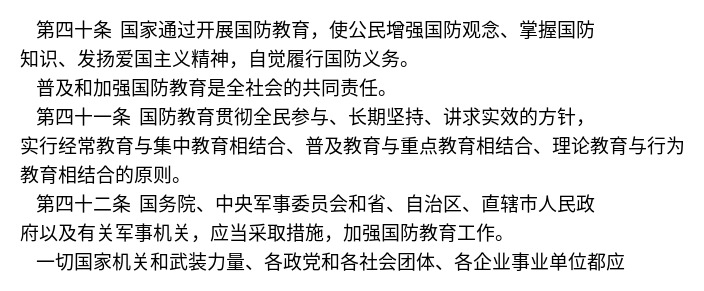 第四十条 国家通过开展国防教育，使公民增强国防观念、掌握国防
知识、发扬爱国主义精神，自觉履行国防义务。
普及和加强国防教育是全社会的共同责任。
第四十一条 国防教育贯彻全民参与、长期坚持、讲求实效的方针，
实行经常教育与集中教育相结合、普及教育与重点教育相结合、理论教育与行为
教育相结合的原则。
第四十二条 国务院、中央军事委员会和省、自治区、直辖市人民政
府以及有关军事机关，应当采取措施，加强国防教育工作。
一切国家机关和武装力量、各政党和各社会团体、各企业事业单位都应